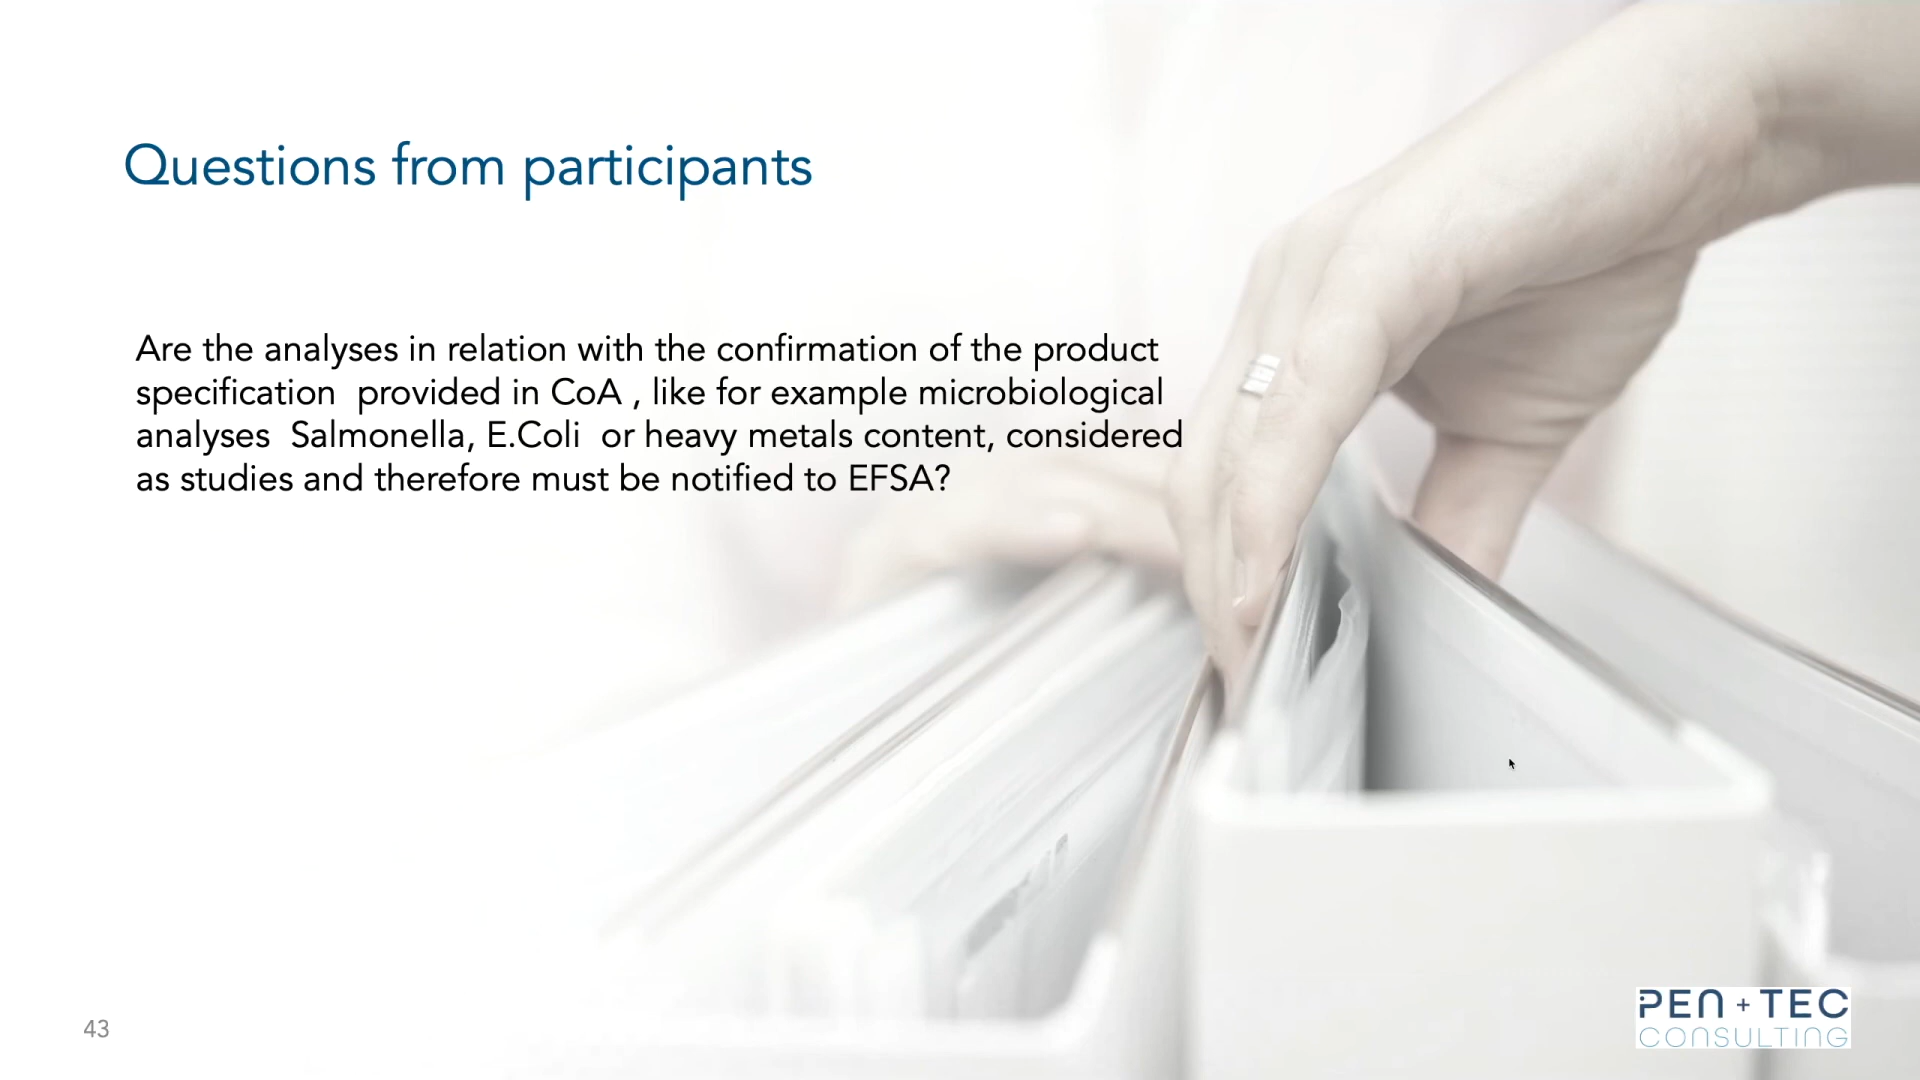 Questions from participants
Are the analyses in relation with the confirmation of the product
specification  provided in CoA , like for example microbiological
analyses  Salmonella, E.Coli  or heavy metals content, considered
as studies and therefore must be notified to EFSA?
43
PEN + TEC
CONSULTING